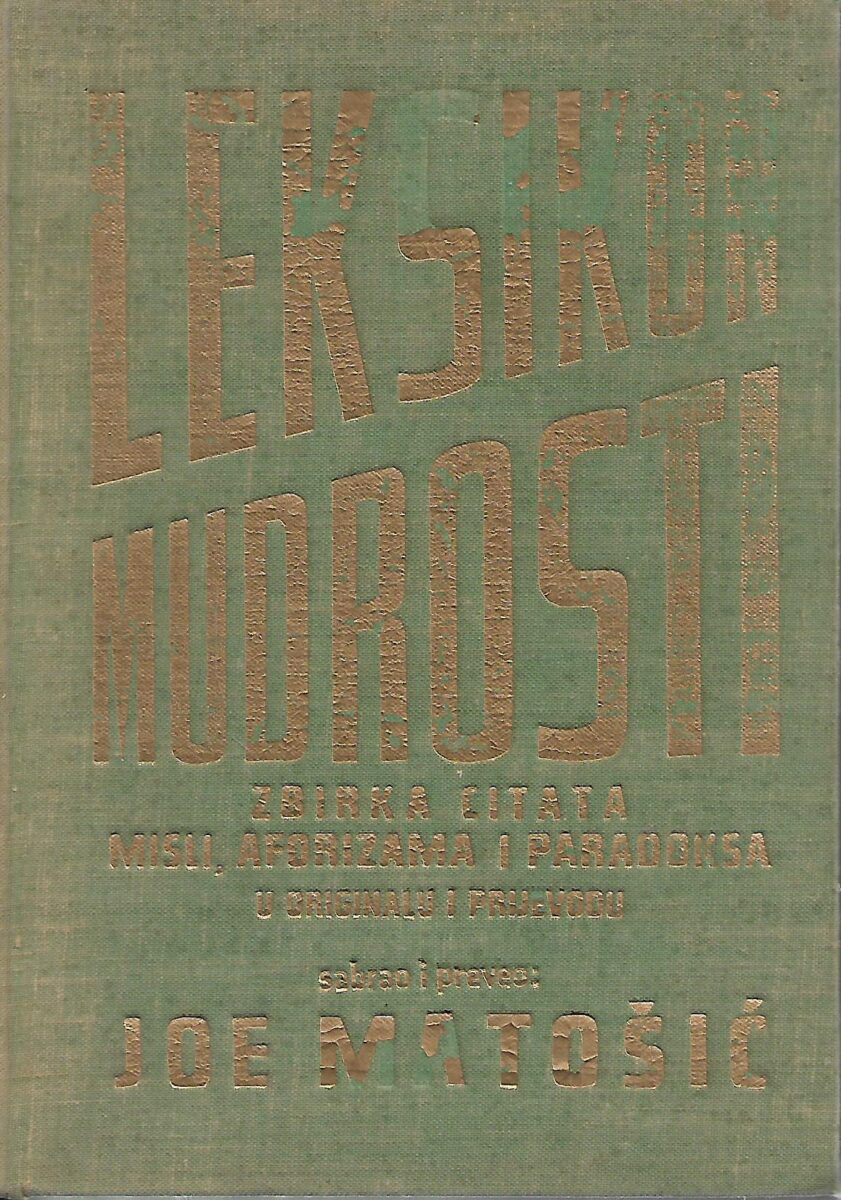 LEKSIKON
MUDROSTI
ZBIRKA CITATA
MISLI, AFORIZAMA I PARADOKSA
U ORIGINALU I PRIJEVODU
sabrao i preveo:
JOE MATOŠIĆ